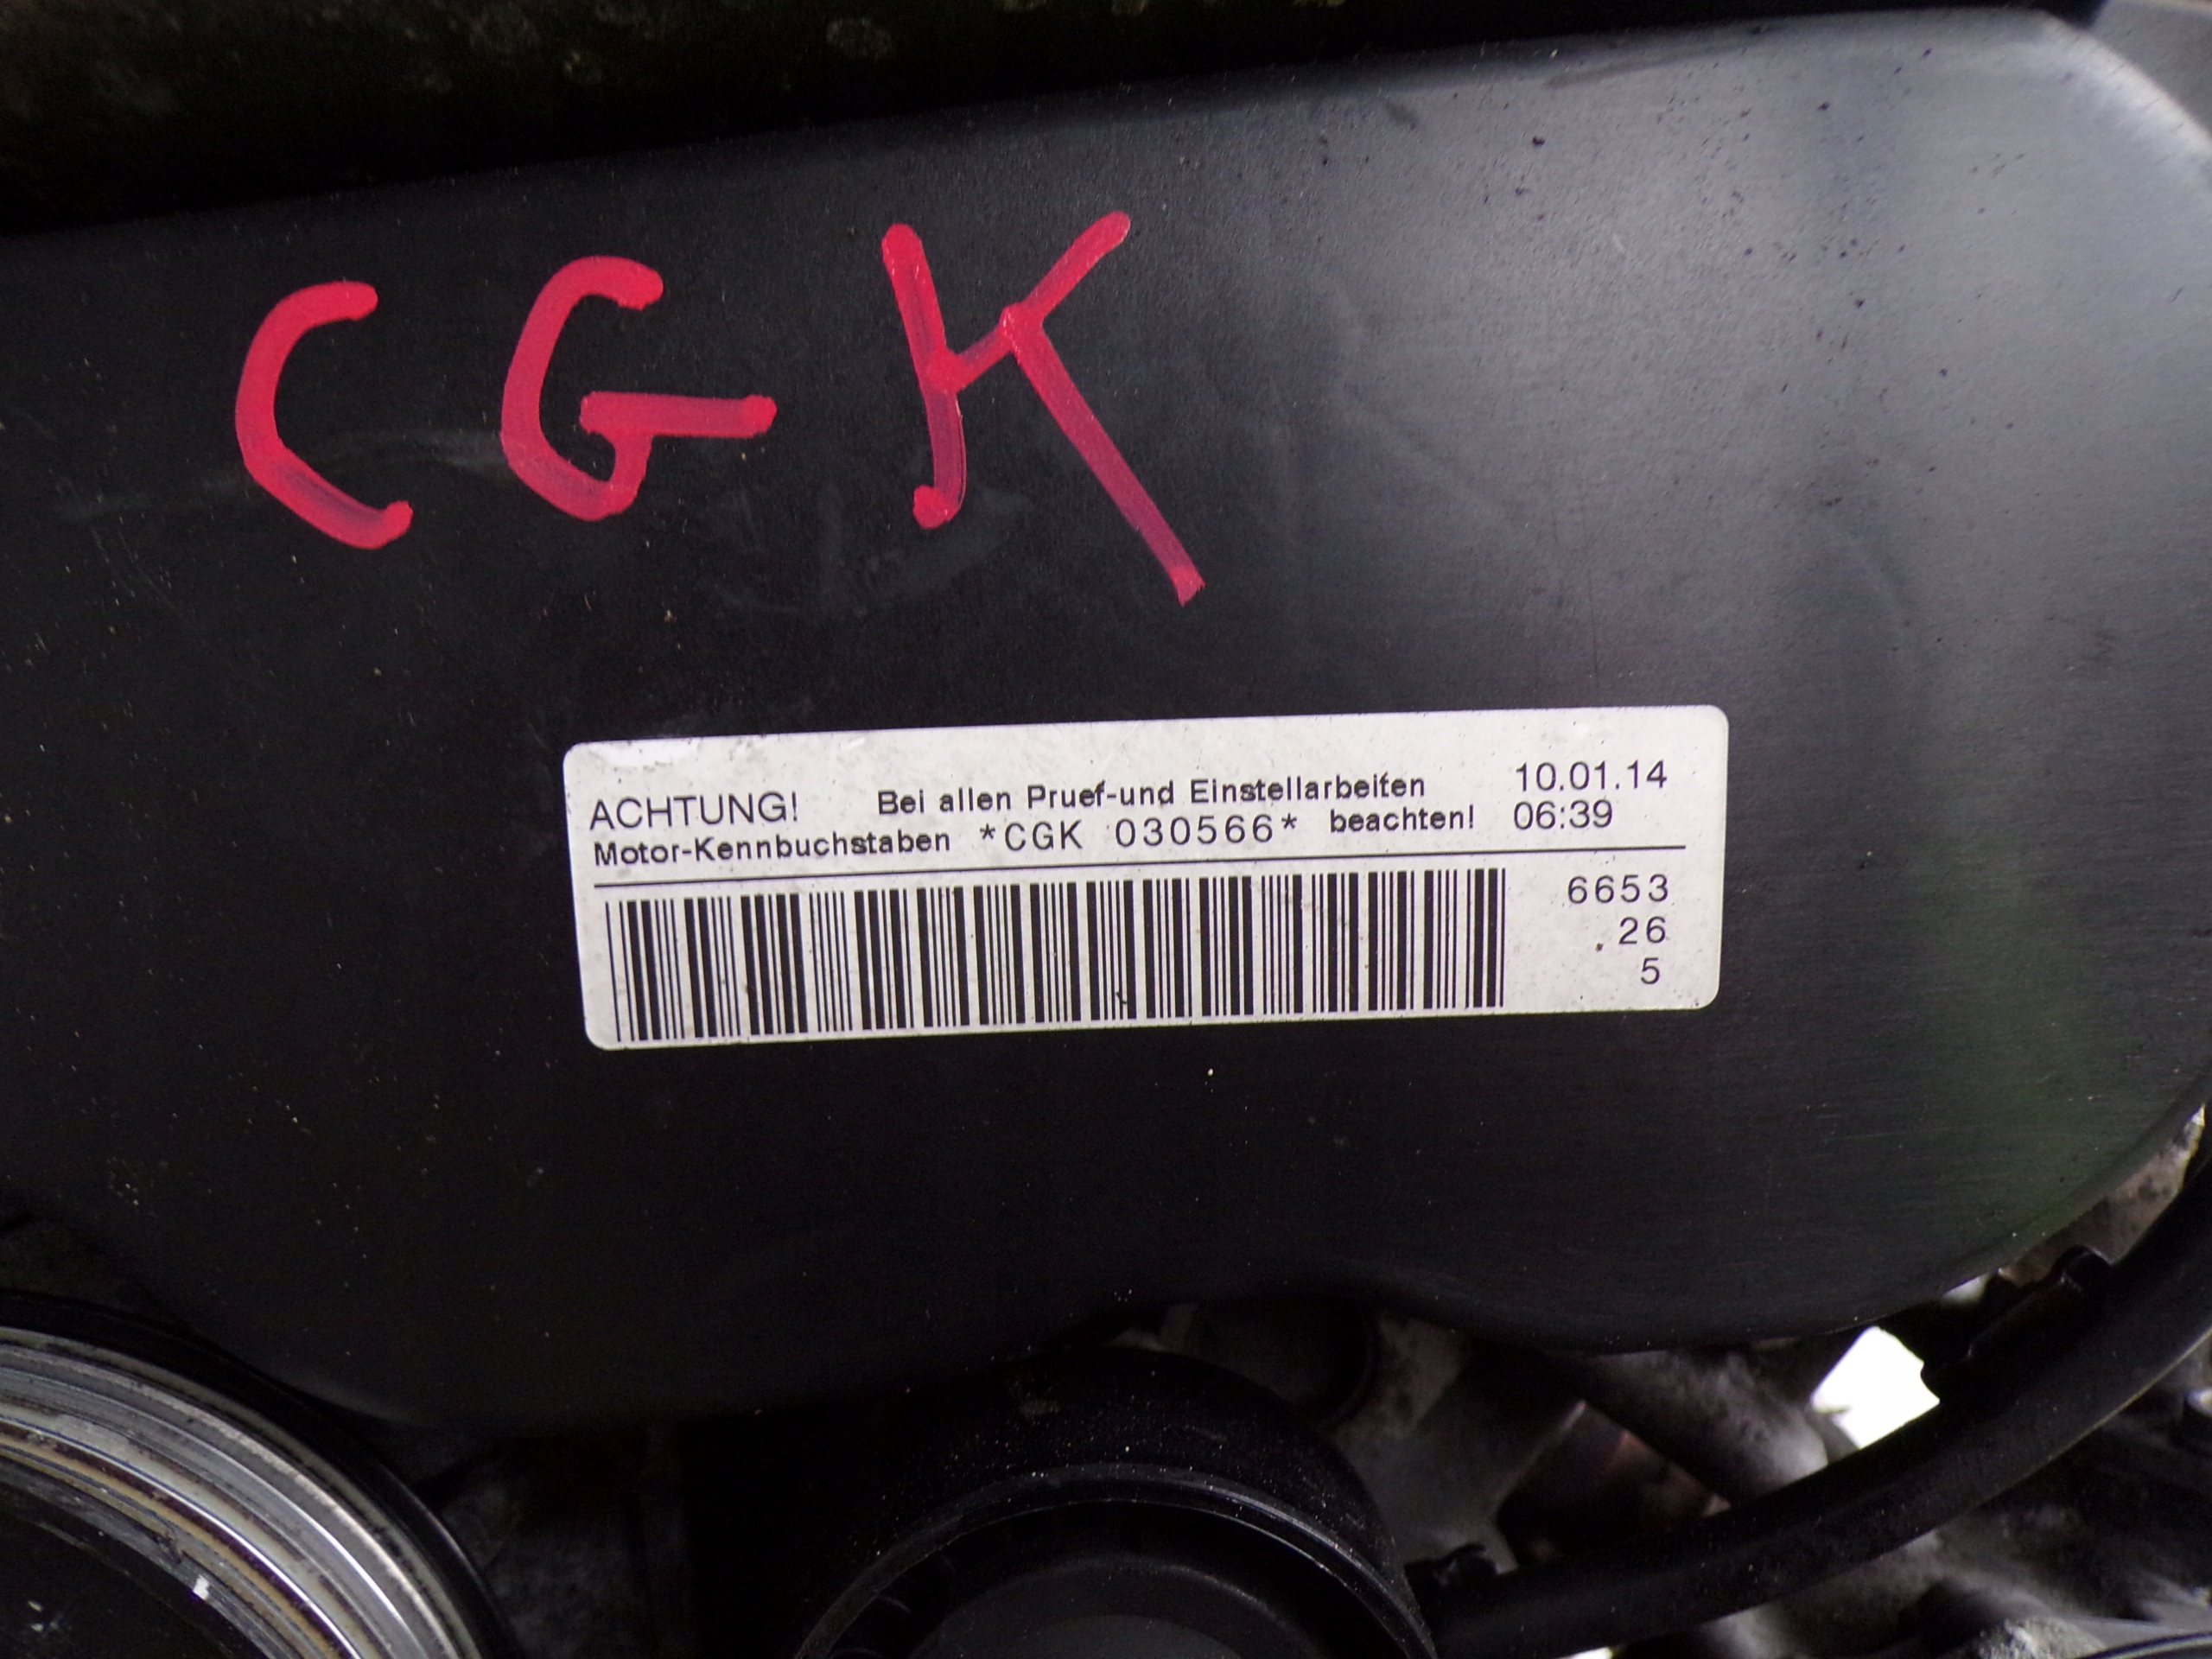 CGK
ACHTUNG! Bei allen Pruef-und Einstellarbeiten 10.01.14
Motor-Kennbuchstaben *CGK 030566* beachten! 06:39
6653
.26
5